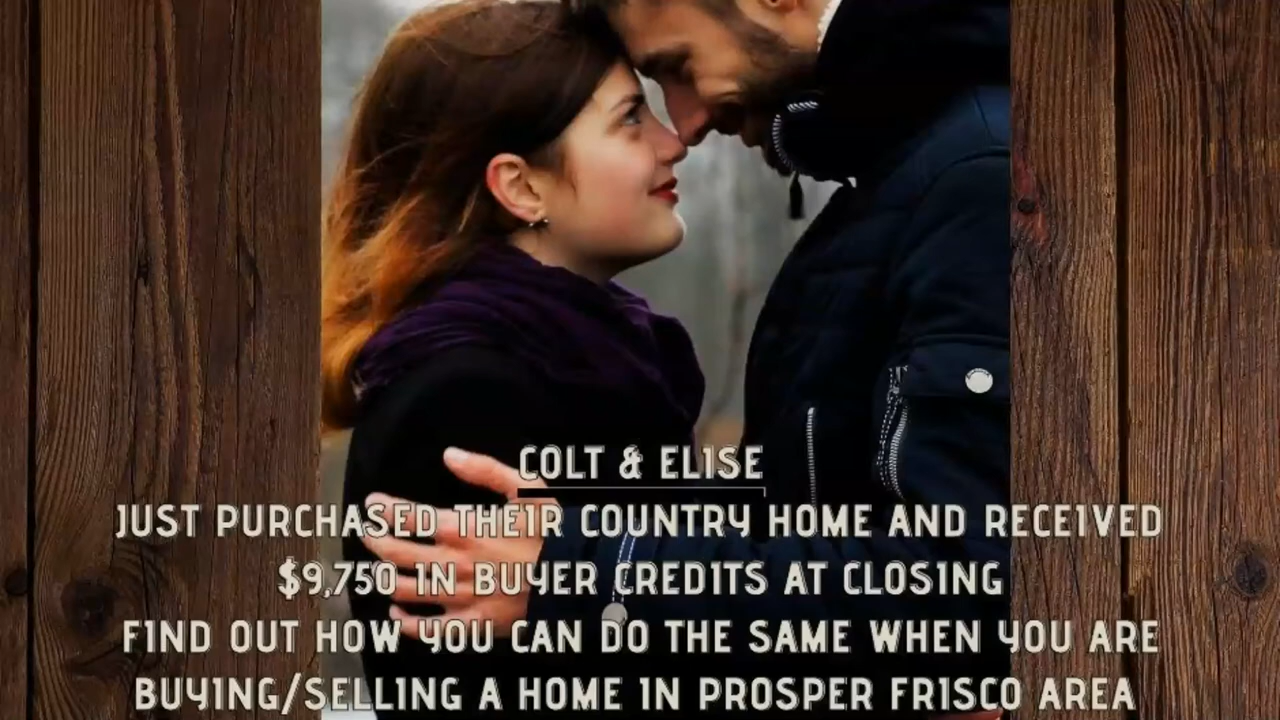 COLT & ELISE
JUST PURCHASED THEIR COUNTRY HOME AND RECEIVED
$9,750 IN BUYER CREDITS AT CLOSING
FIND OUT HOW YOU CAN DO THE SAME WHEN YOU ARE
BUYING/SELLING A HOME IN PROSPER FRISCO AREA